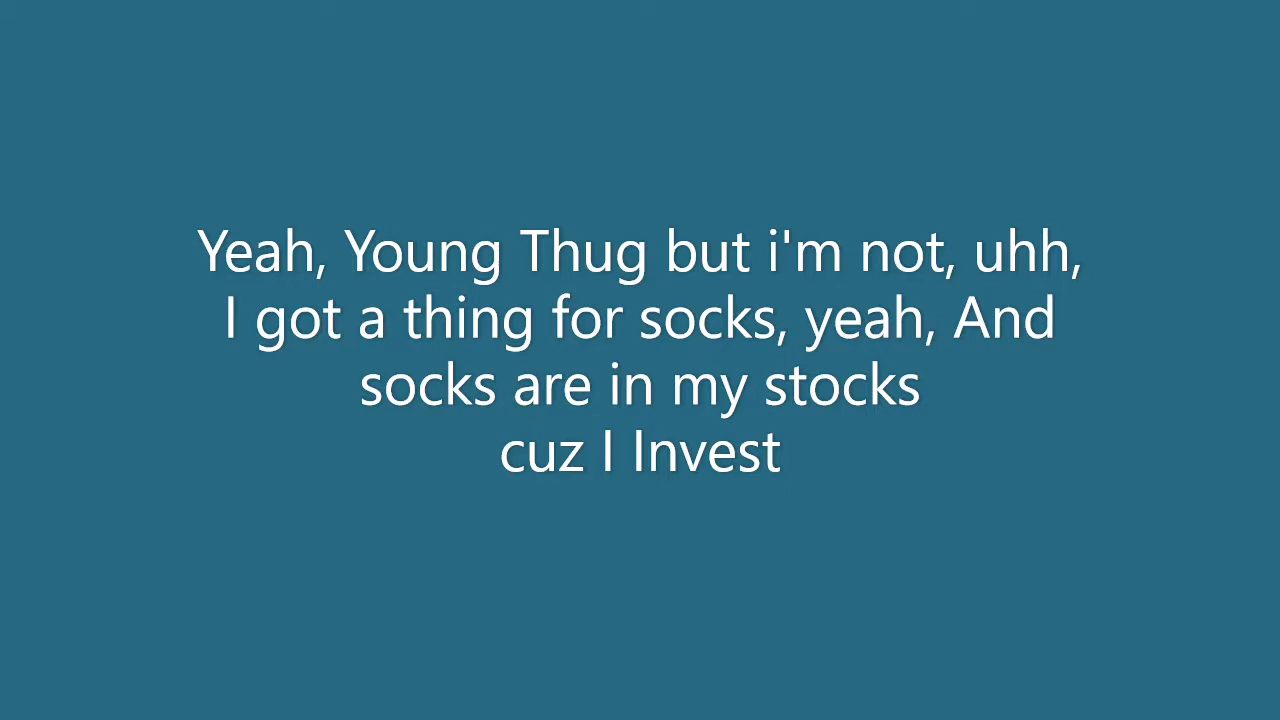 Yeah, Young Thug but i'm not, uhh,
I got a thing for socks, yeah, And
socks are in my stocks
cuz I Invest